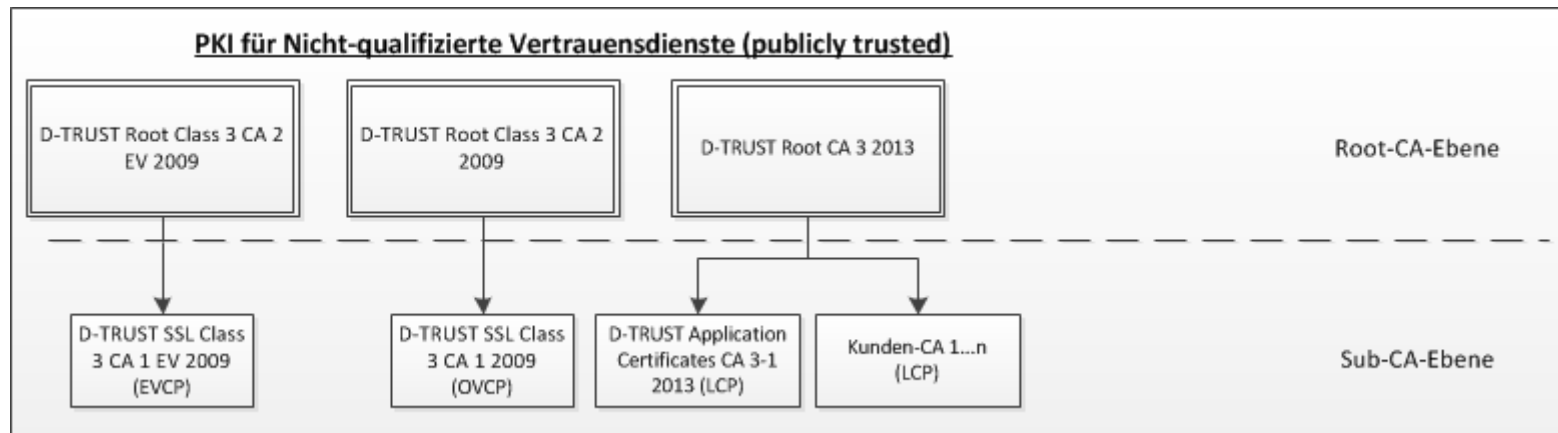 PKI für Nicht-qualifizierte Vertrauensdienste (publicly trusted)
D-TRUST Root Class 3 CA 2
EV 2009
D-TRUST Root Class 3 CA 2
2009
D-TRUST Root CA 3 2013
Root-CA-Ebene
D-TRUST SSL Class
3 CA 1 EV 2009
(EVCP)
D-TRUST SSL Class
3 CA 1 2009
(OVCP)
D-TRUST Application
Certificates CA 3-1
2013 (LCP)
Kunden-CA 1...n
(LCP)
Sub-CA-Ebene